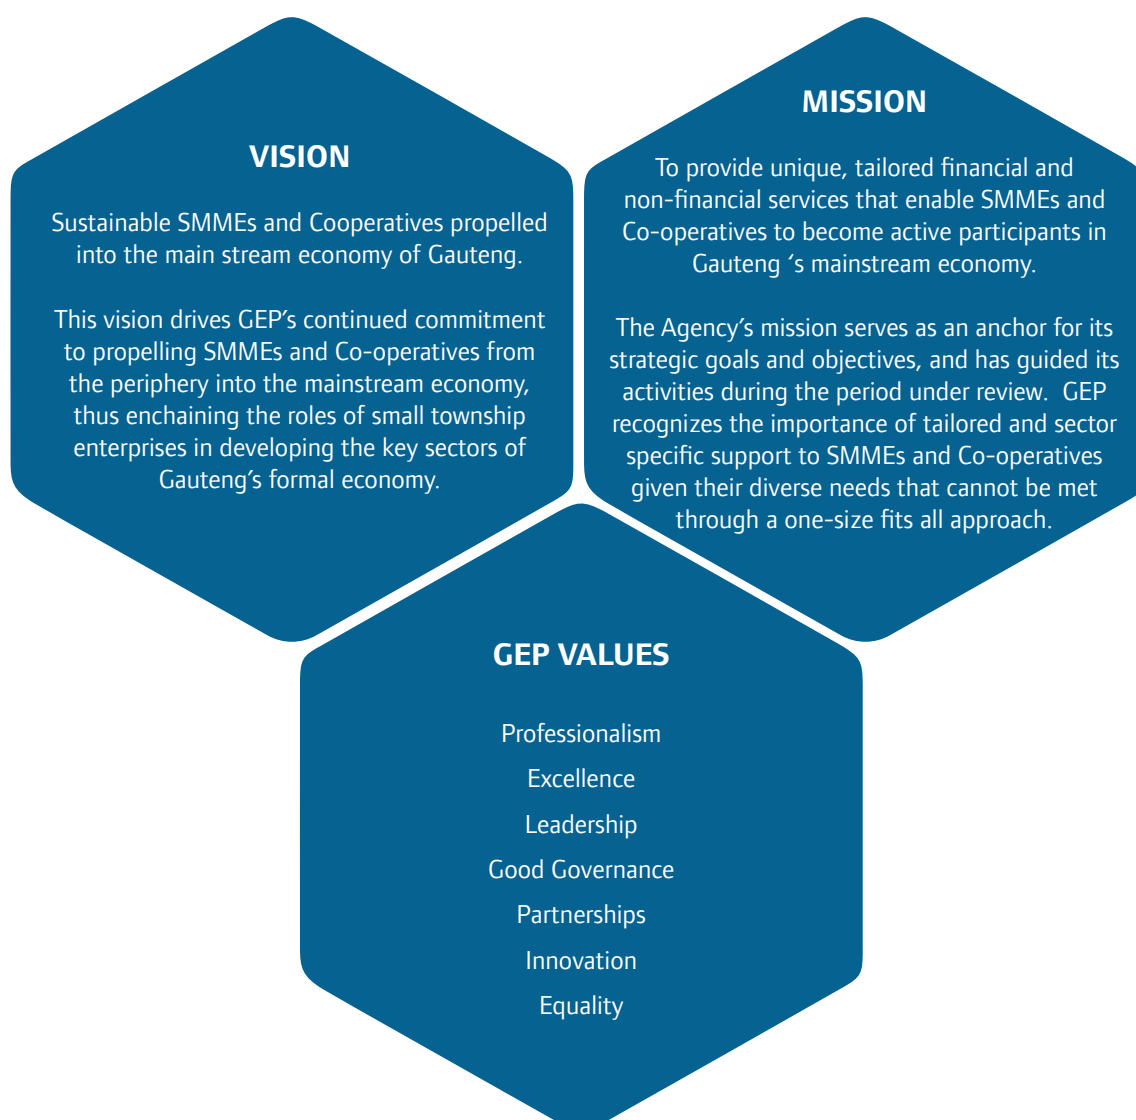 VISION
Sustainable SMMEs and Cooperatives propelled
into the main stream economy of Gauteng.
This vision drives GEP’s continued commitment
to propelling SMMEs and Co-operatives from
the periphery into the mainstream economy,
thus enchaining the roles of small township
enterprises in developing the key sectors of
Gauteng’s formal economy.
MISSION
To provide unique, tailored financial and
non-financial services that enable SMMEs and
Co-operatives to become active participants in
Gauteng ‘s mainstream economy.
The Agency’s mission serves as an anchor for its
strategic goals and objectives, and has guided its
activities during the period under review.  GEP
recognizes the importance of tailored and sector
specific support to SMMEs and Co-operatives
given their diverse needs that cannot be met
through a one-size fits all approach.
GEP VALUES
Professionalism
Excellence
Leadership
Good Governance
Partnerships
Innovation
Equality